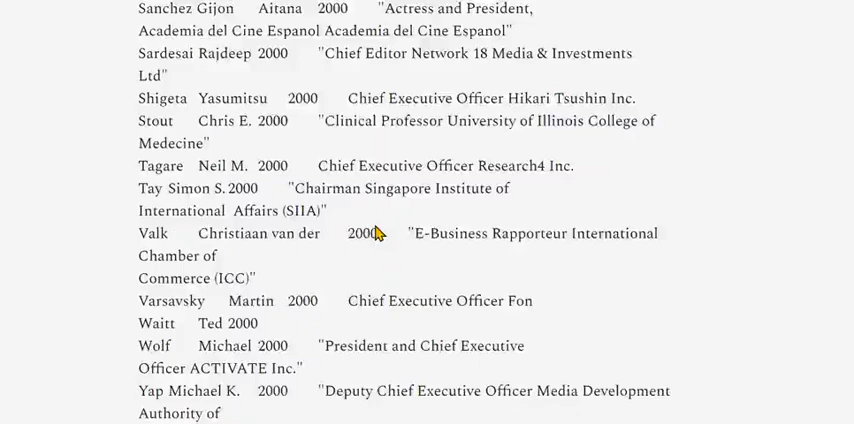 Sanchez Gijon Aitana 2000 "Actress and President,
Academia del Cine Espanol Academia del Cine Espanol"
Sardesai Rajdeep 2000 "Chief Editor Network 18 Media & Investments
Ltd"
Shigeta Yasumitsu 2000 Chief Executive Officer Hikari Tsushin Inc.
Stout Chris E. 2000 "Clinical Professor University of Illinois College of
Medecine"
Tagare Neil M. 2000 Chief Executive Officer Research4 Inc.
Tay Simon S. 2000 "Chairman Singapore Institute of
International Affairs (SIIA)"
Valk Christiaan van der 2000 "E-Business Rapporteur International
Chamber of
Commerce (ICC)"
Varsavsky Martin 2000 Chief Executive Officer Fon
Waitt Ted 2000
Wolf Michael 2000 "President and Chief Executive
Officer ACTIVATE Inc."
Yap Michael K. 2000 "Deputy Chief Executive Officer Media Development
Authority of